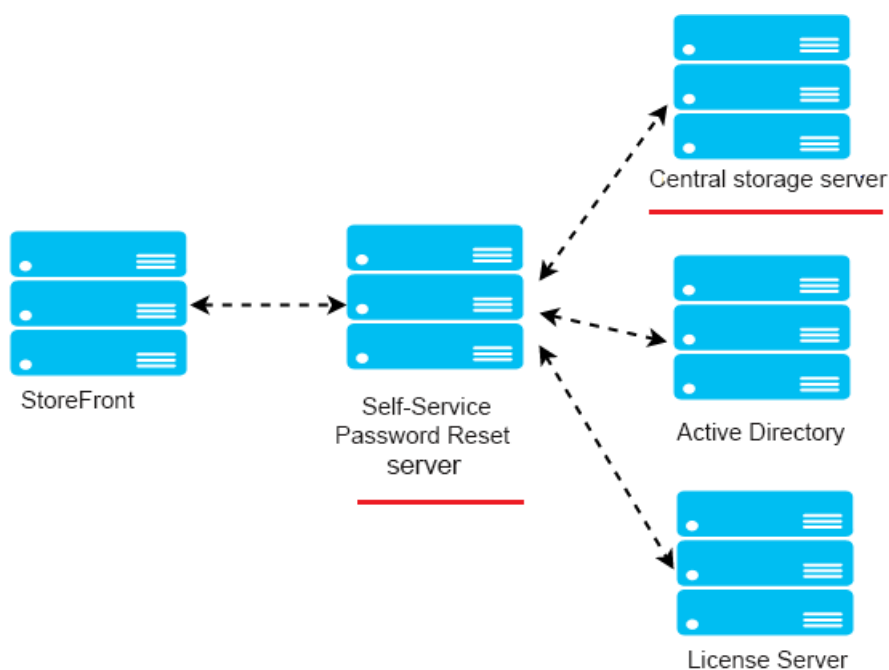 Central storage server
StoreFront
Self-Service
Password Reset
server
Active Directory
License Server